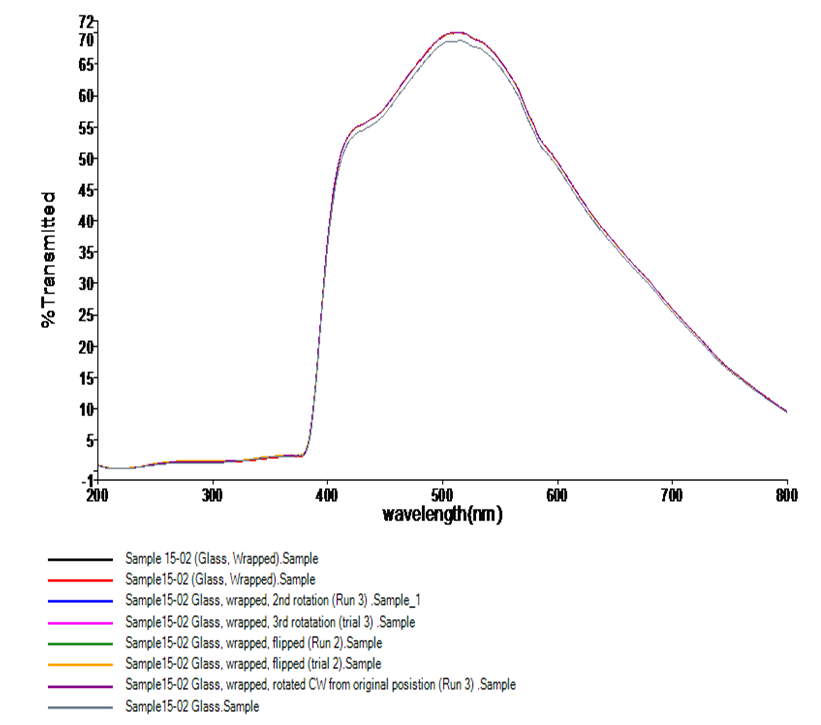 72
70
65
60
55
50
45
40
35
30
25
20
15
10
5
-1
%Transmitted
200 300 400 500 600 700 800
wavelength(nm)
Sample 15-02 (Glass, Wrapped).Sample
Sample15-02 (Glass, Wrapped).Sample
Sample15-02 Glass, wrapped, 2nd rotation (Run 3) .Sample_1
Sample15-02 Glass, wrapped, 3rd rotatation (trial 3) .Sample
Sample15-02 Glass, wrapped, flipped (Run 2).Sample
Sample15-02 Glass, wrapped, flipped (trial 2).Sample
Sample15-02 Glass, wrapped, rotated CW from original posistion (Run 3) .Sample
Sample15-02 Glass.Sample